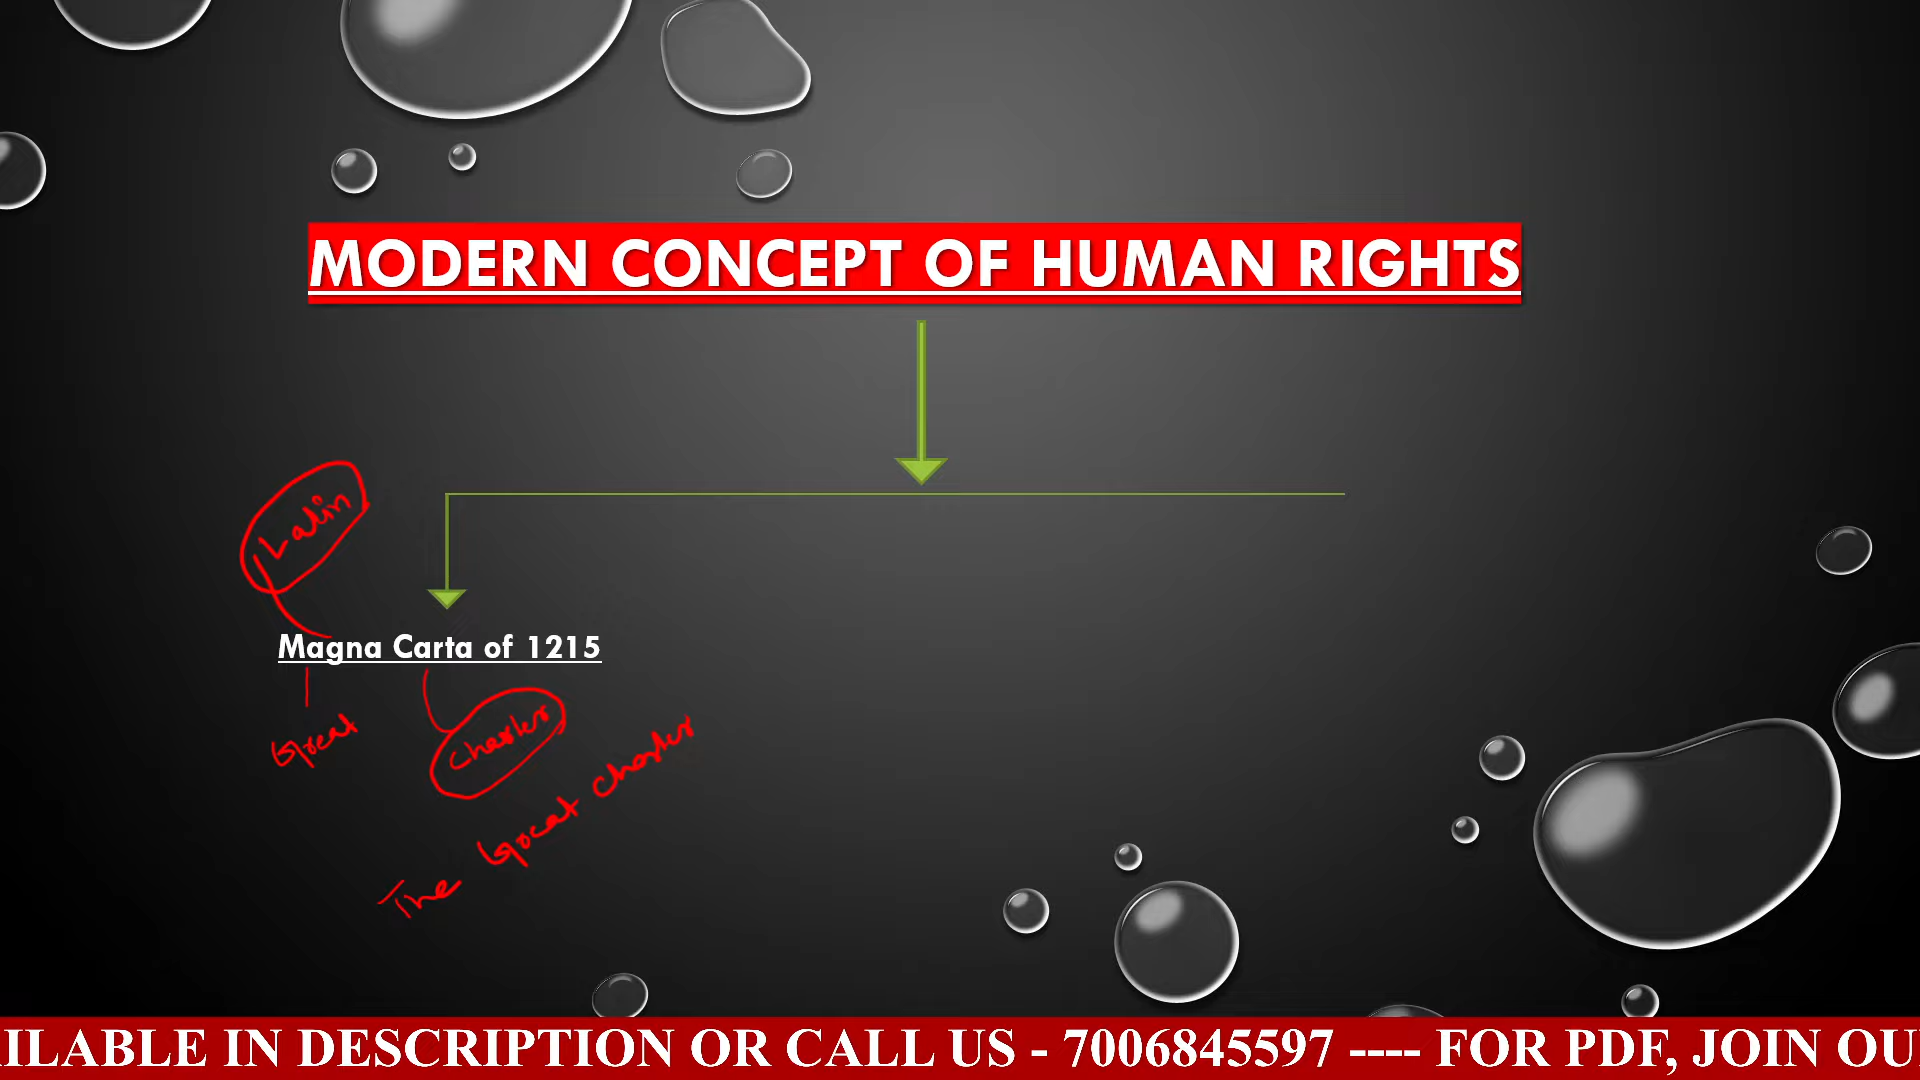 MODERN CONCEPT OF HUMAN RIGHTS
Latin
Magna Carta of 1215
Great
Charter
The Great charter
ILABLE IN DESCRIPTION OR CALL US - 7006845597 ---- FOR PDF, JOIN OU